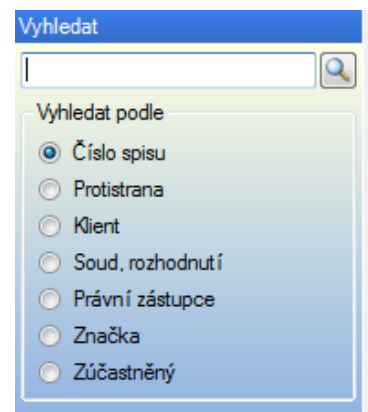 Vyhledat
Vyhledat podle
Číslo spisu
Protistrana
Klient
Soud, rozhodnutí
Právní zástupce
Značka
Zúčastněný